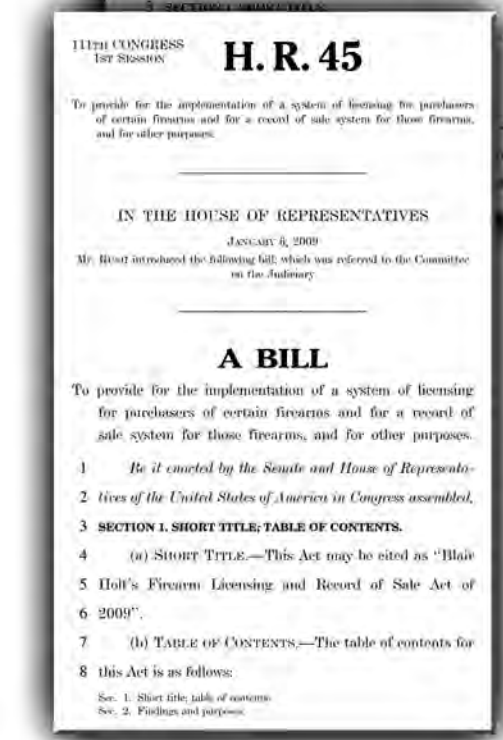 111TH CONGRESS
1ST SESSION
H. R. 45
To provide for the implementation of a system of licensing for purchasers
of certain firearms and for a record of sale system for those firearms,
and for other purposes.
IN THE HOUSE OF REPRESENTATIVES
JANUARY 6, 2009
Mr. RUSH introduced the following bill; which was referred to the Committee
on the Judiciary
A BILL
To provide for the implementation of a system of licensing
for purchasers of certain firearms and for a record of
sale system for those firearms, and for other purposes.
1 Be it enacted by the Senate and House of Representa-
2 tives of the United States of America in Congress assembled,
3 SECTION 1. SHORT TITLE; TABLE OF CONTENTS.
4 (a) SHORT TITLE.—This Act may be cited as "Blair
5 Holt's Firearm Licensing and Record of Sale Act of
6 2009".
7 (b) TABLE OF CONTENTS.—The table of contents for
8 this Act is as follows:
Sec. 1. Short title; table of contents.
Sec. 2. Findings and purposes.